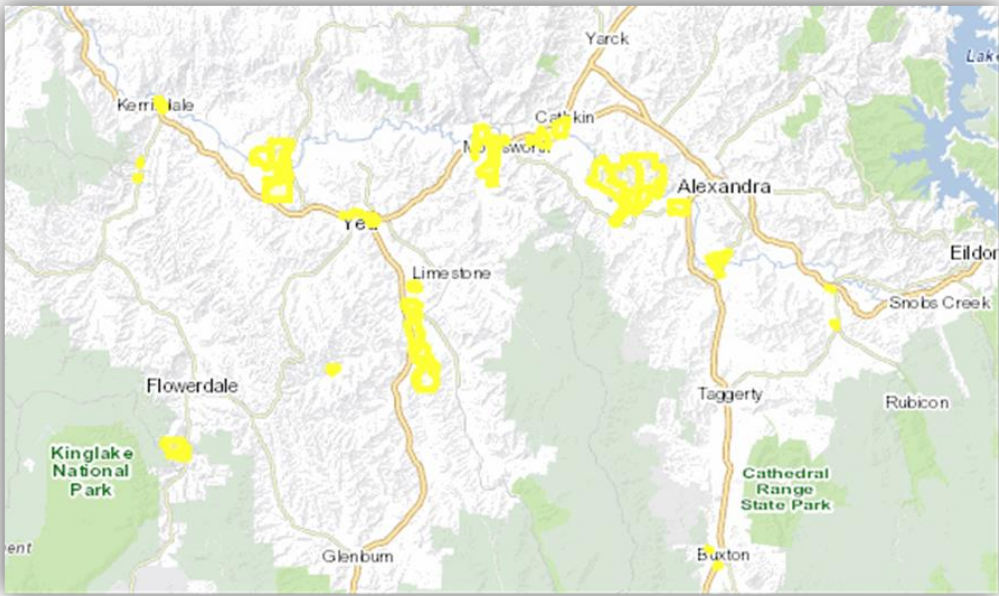 Yarck
Lake
Kerrisdale
Cathkin
Molesworth
Alexandra
Yea
Eildon
Limestone
Snobs Creek
Flowerdale
Taggerty
Rubicon
Kinglake
National
Park
Cathedral
Range
State Park
ent
Glenburn
Buxton